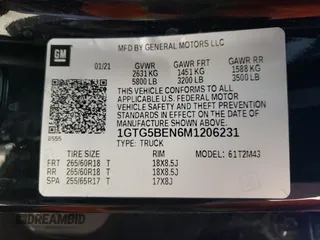 GM
MFD BY GENERAL MOTORS LLC
01/21 GVWR GAWR FRT GAWR RR
2631 KG 1451 KG 1588 KG
5800 LB 3200 LB 3500 LB
THIS VEHICLE CONFORMS TO ALL
APPLICABLE U.S. FEDERAL MOTOR
VEHICLE SAFETY, BUMPER, AND
THEFT PREVENTION STANDARDS
IN EFFECT ON THE DATE OF
MANUFACTURE SHOWN ABOVE.
1GTG5BEN6M1206231
TYPE: TRUCK MODEL: 61T2M43
TIRE SIZE RIM
FRT 265/60R18 T 18X8.5J
RR 265/60R18 T 18X8.5J
SPA 255/65R17 T 17X8J
DREAMBID